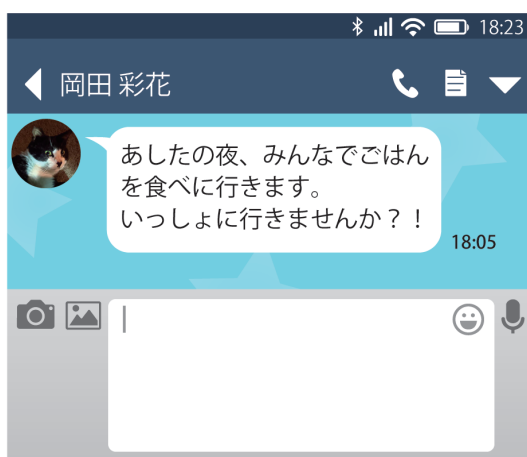 18:23
岡田 彩花
あしたの夜、みんなでごはん
を食べに行きます。
いっしょに行きませんか？！
18:05